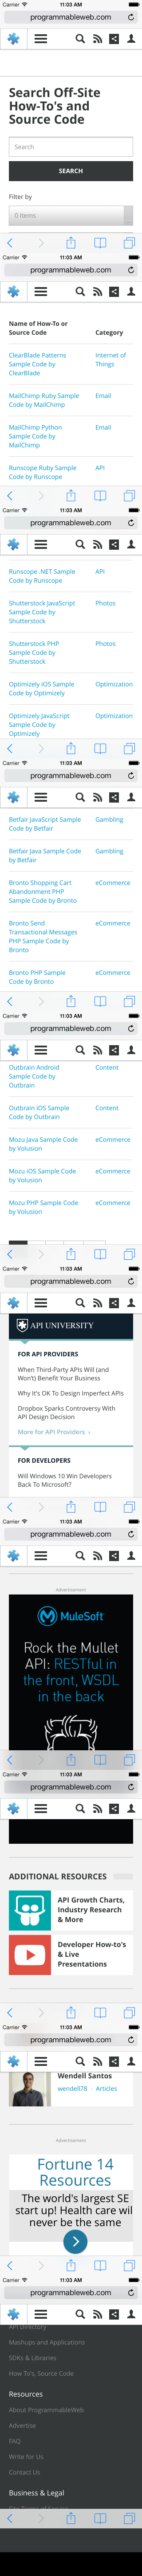 Carrier 11:03 AM
programmableweb.com
Search Off-Site
How-To's and
Source Code
Search
SEARCH
Filter by
0 Items
Carrier 11:03 AM
programmableweb.com
Name of How-To or
Source Code
Category
ClearBlade Patterns
Sample Code by
ClearBlade
Internet of
Things
MailChimp Ruby Sample
Code by MailChimp
Email
MailChimp Python
Sample Code by
MailChimp
Email
Runscope Ruby Sample
Code by Runscope
API
Carrier 11:03 AM
programmableweb.com
Runscope .NET Sample
Code by Runscope
API
Shutterstock JavaScript
Sample Code by
Shutterstock
Photos
Shutterstock PHP
Sample Code by
Shutterstock
Photos
Optimizely iOS Sample
Code by Optimizely
Optimization
Optimizely JavaScript
Sample Code by
Optimizely
Optimization
Carrier 11:03 AM
programmableweb.com
Betfair JavaScript Sample
Code by Betfair
Gambling
Betfair Java Sample Code
by Betfair
Gambling
Bronto Shopping Cart
Abandonment PHP
Sample Code by Bronto
eCommerce
Bronto Send
Transactional Messages
PHP Sample Code by
Bronto
eCommerce
Bronto PHP Sample
Code by Bronto
eCommerce
Carrier 11:03 AM
programmableweb.com
Outbrain Android
Sample Code by
Outbrain
Content
Outbrain iOS Sample
Code by Outbrain
Content
Mozu Java Sample Code
by Volusion
eCommerce
Mozu iOS Sample Code
by Volusion
eCommerce
Mozu PHP Sample Code
by Volusion
eCommerce
Carrier 11:03 AM
programmableweb.com
API UNIVERSITY
FOR API PROVIDERS
When Third-Party APIs Will (and
Won't) Benefit Your Business
Why It's OK To Design Imperfect APIs
Dropbox Sparks Controversy With
API Design Decision
More for API Providers ›
FOR DEVELOPERS
Will Windows 10 Win Developers
Back To Microsoft?
Carrier 11:03 AM
programmableweb.com
Advertisement
MuleSoft
Rock the Mullet
API: RESTful in
the front, WSDL
in the back
Carrier 11:03 AM
programmableweb.com
ADDITIONAL RESOURCES
API Growth Charts,
Industry Research
& More
Developer How-to's
& Live
Presentations
Carrier 11:03 AM
programmableweb.com
Wendell Santos
wendell78 Articles
Advertisement
Fortune 14
Resources
The world's largest SE
start up! Health care will
never be the same
Carrier 11:03 AM
programmableweb.com
API Directory
Mashups and Applications
SDKs & Libraries
How To's, Source Code
Resources
About ProgrammableWeb
Advertise
FAQ
Write for Us
Contact Us
Business & Legal